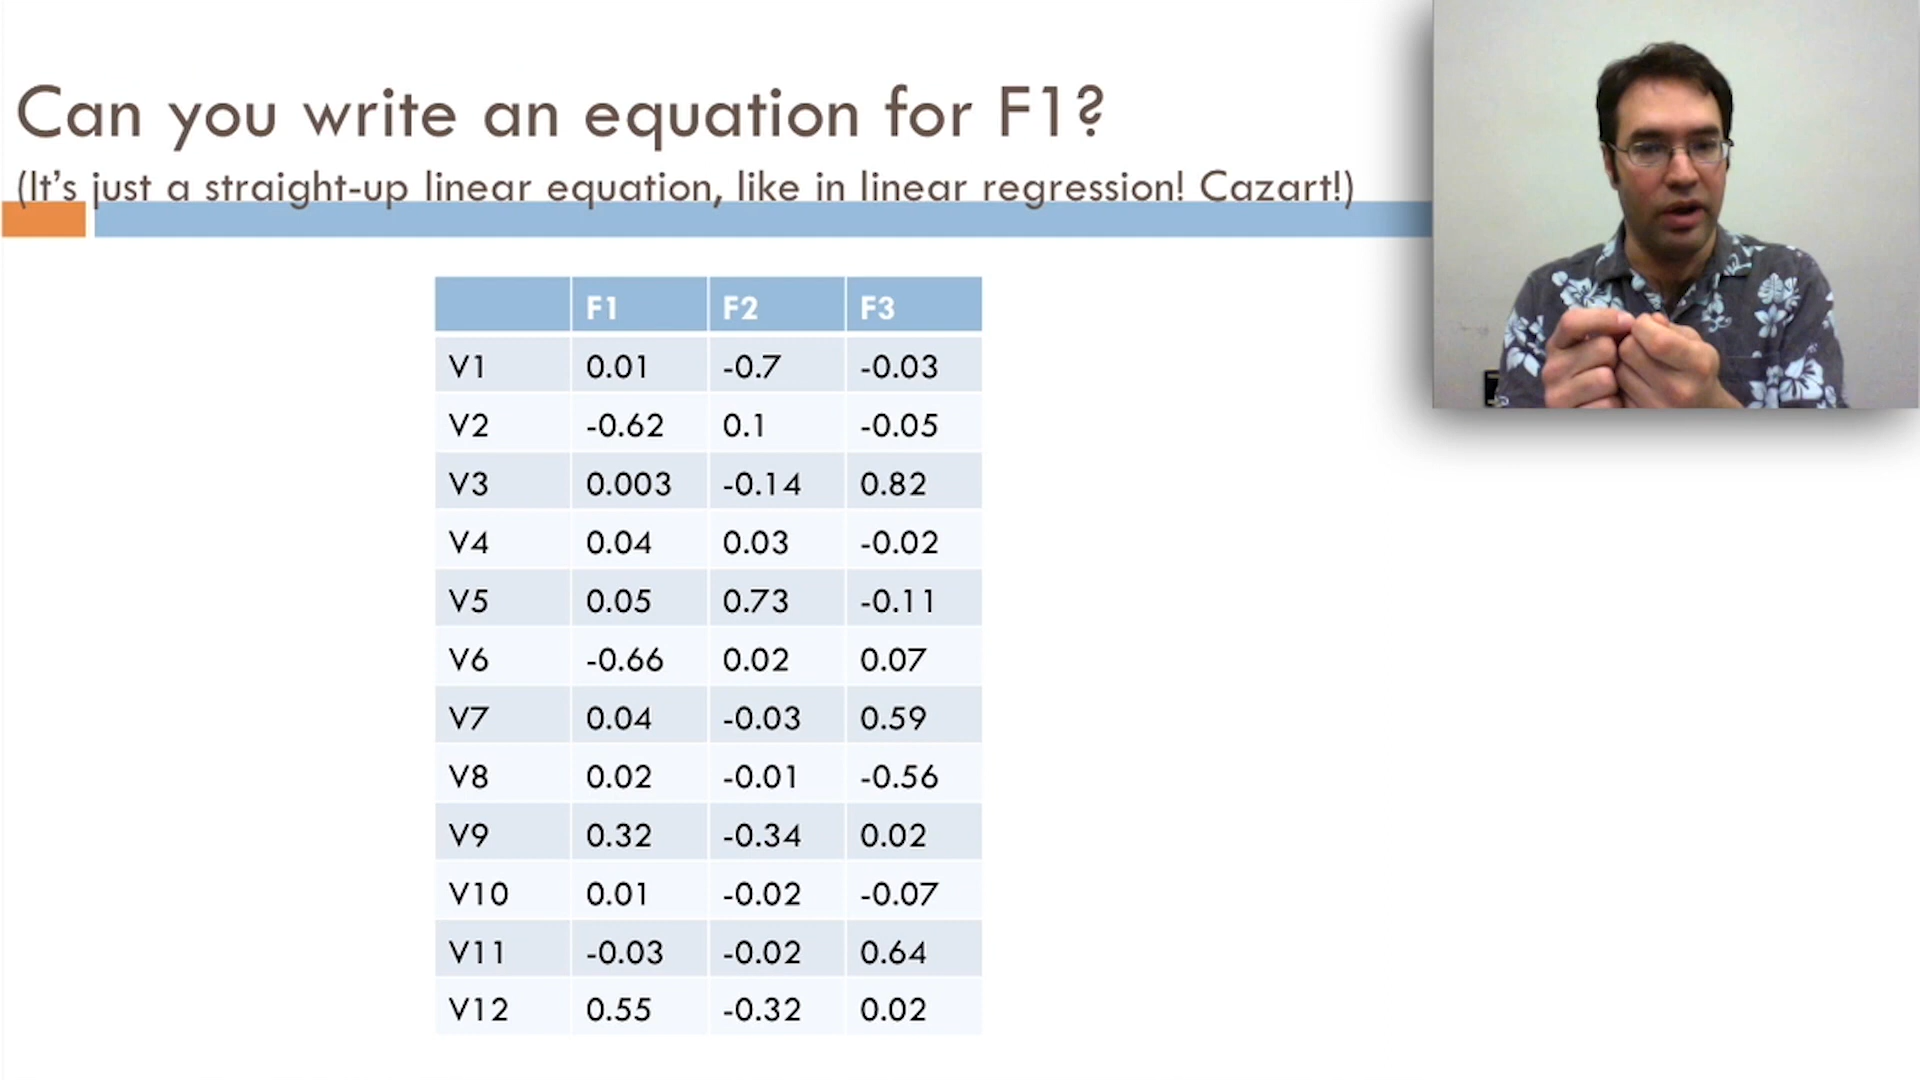 Can you write an equation for F1?
(It's just a straight-up linear equation, like in linear regression! Cazart!)
F1 F2 F3
V1 0.01 -0.7 -0.03
V2 -0.62 0.1 -0.05
V3 0.003 -0.14 0.82
V4 0.04 0.03 -0.02
V5 0.05 0.73 -0.11
V6 -0.66 0.02 0.07
V7 0.04 -0.03 0.59
V8 0.02 -0.01 -0.56
V9 0.32 -0.34 0.02
V10 0.01 -0.02 -0.07
V11 -0.03 -0.02 0.64
V12 0.55 -0.32 0.02